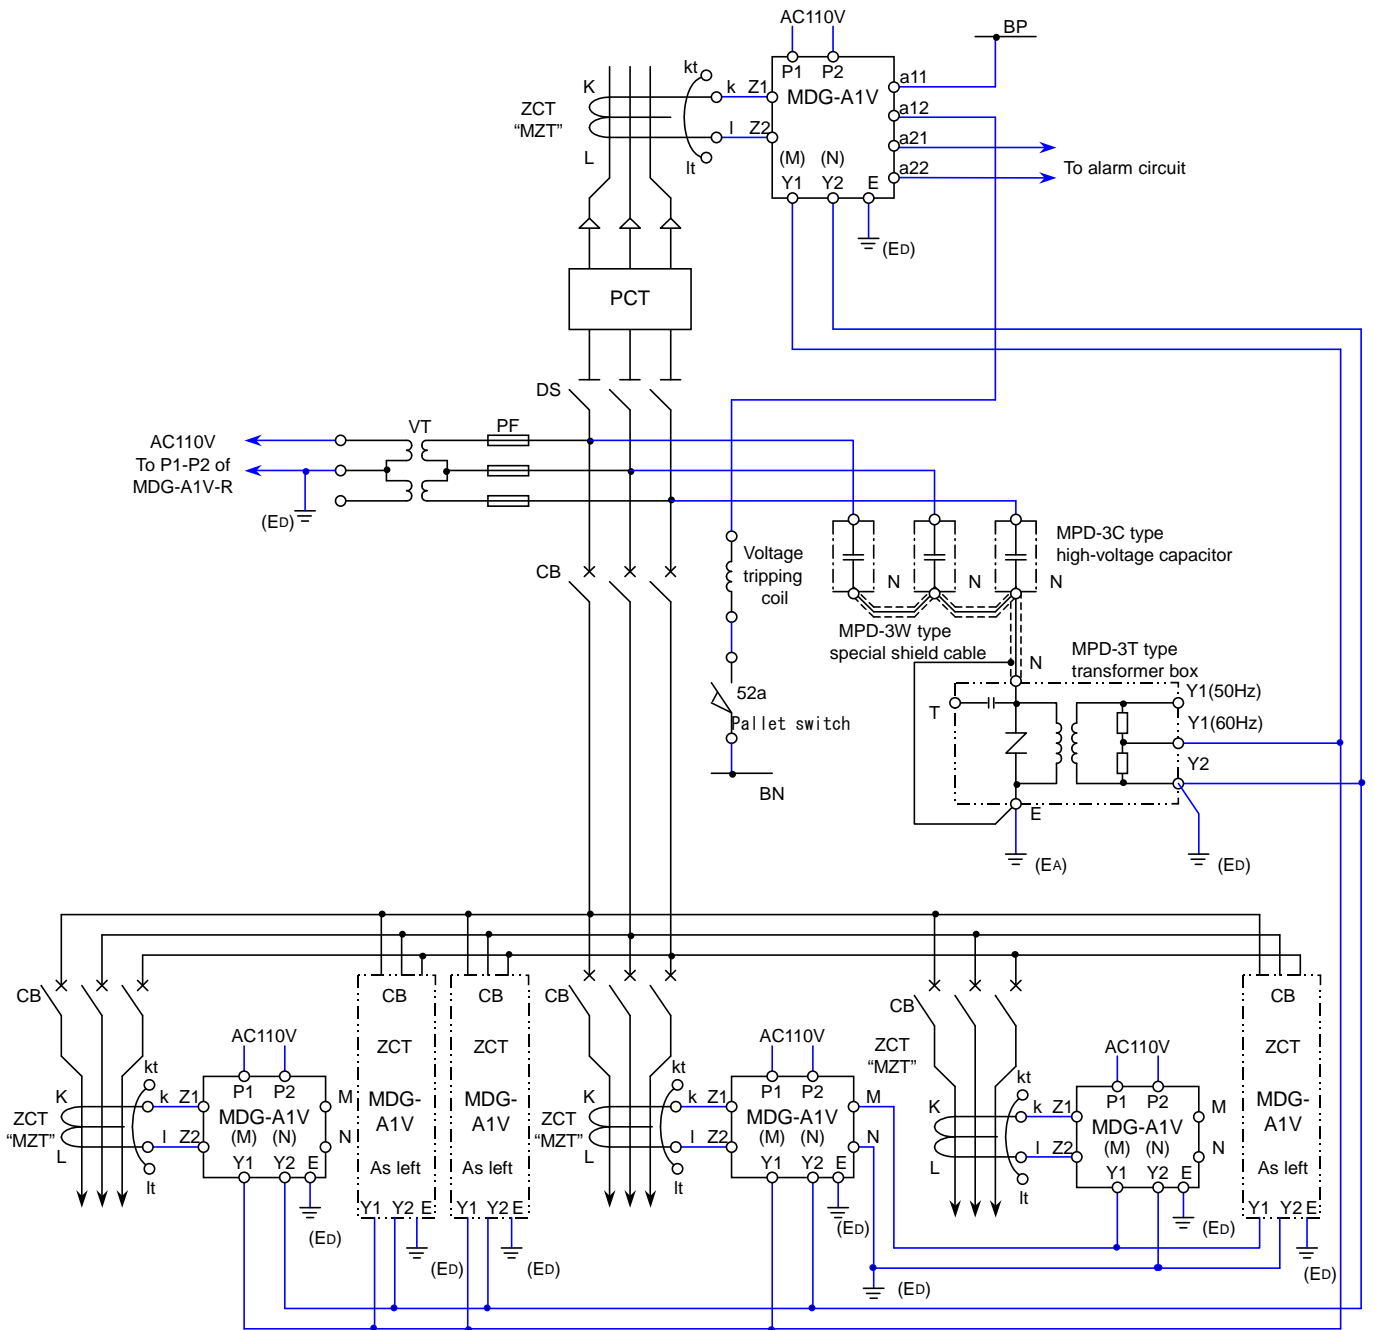 AC110V
BP
kt
P1 P2
a11
K
k Z1
MDG-A1V
ZCT
“MZT”
a12
l Z2
a21
L
lt
(M) (N)
a22
To alarm circuit
Y1 Y2 E
(ED)
PCT
DS
VT
PF
AC110V
To P1-P2 of
MDG-A1V-R
(ED)
CB
Voltage
tripping
coil
N
N
N
MPD-3C type
high-voltage capacitor
MPD-3W type
special shield cable
N
MPD-3T type
transformer box
52a
Pallet switch
T
Y1(50Hz)
Y1(60Hz)
Y2
BN
E
(EA)
(ED)
CB
CB
CB
CB
CB
CB
AC110V
ZCT
ZCT
AC110V
ZCT
“MZT”
AC110V
ZCT
kt
P1 P2
K
k Z1
MDG-A1V
M
ZCT
“MZT”
l Z2
(M) (N)
N
L
lt
Y1 Y2 E
(ED)
MDG-
A1V
As left
Y1 Y2 E
(ED)
MDG-
A1V
As left
Y1 Y2 E
(ED)
kt
P1 P2
K
k Z1
MDG-A1V
M
ZCT
“MZT”
l Z2
(M) (N)
N
L
lt
Y1 Y2 E
(ED)
(ED)
kt
P1 P2
K
k Z1
MDG-A1V
M
l Z2
(M) (N)
N
L
lt
Y1 Y2 E
(ED)
MDG-
A1V
As left
Y1 Y2 E
(ED)